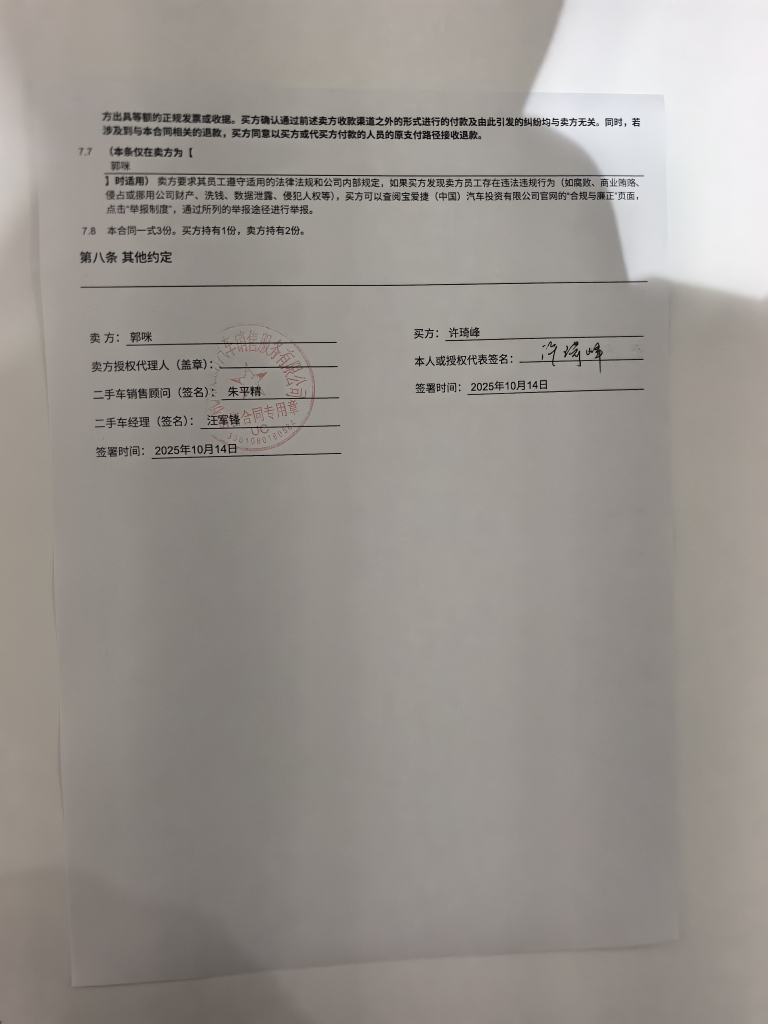 方出具等额的正规发票或收据。买方确认通过前述卖方收款渠道之外的形式进行的付款及由此引发的纠纷均与卖方无关。同时，若
涉及到与本合同相关的退款，买方同意以买方或代买方付款的人员的原支付路径接收退款。
7.7 （本条仅在卖方为【
郭咪
】时适用）卖方要求其员工遵守适用的法律法规和公司内部规定，如果买方发现卖方员工存在违法违规行为（如腐败、商业贿赂、
侵占或挪用公司财产、洗钱、数据泄露、侵犯人权等），买方可以查阅宝爱捷（中国）汽车投资有限公司官网的“合规与廉正”页面，
点击“举报制度”，通过所列的举报途径进行举报。
7.8 本合同一式3份。买方持有1份，卖方持有2份。
第八条 其他约定
卖 方： 郭咪
卖方授权代理人（盖章）：
二手车销售顾问（签名）： 朱平精
二手车经理（签名）： 汪军锋
签署时间： 2025年10月14日
买方： 许琦峰
本人或授权代表签名： 许琦峰
签署时间： 2025年10月14日
车销售服务有限公司
合同专用章
UC